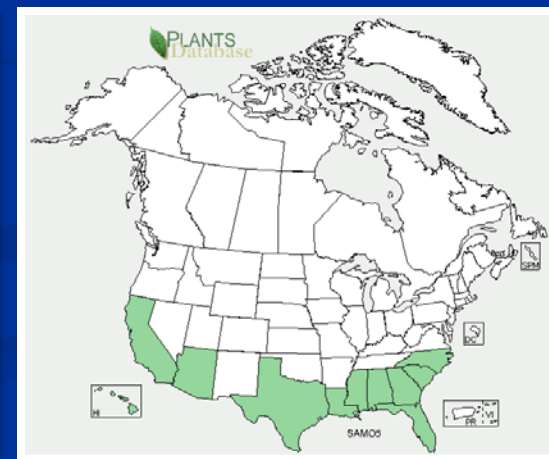 PLANTS
Database
SPM
DC
HI
PR
VI
SAMO5